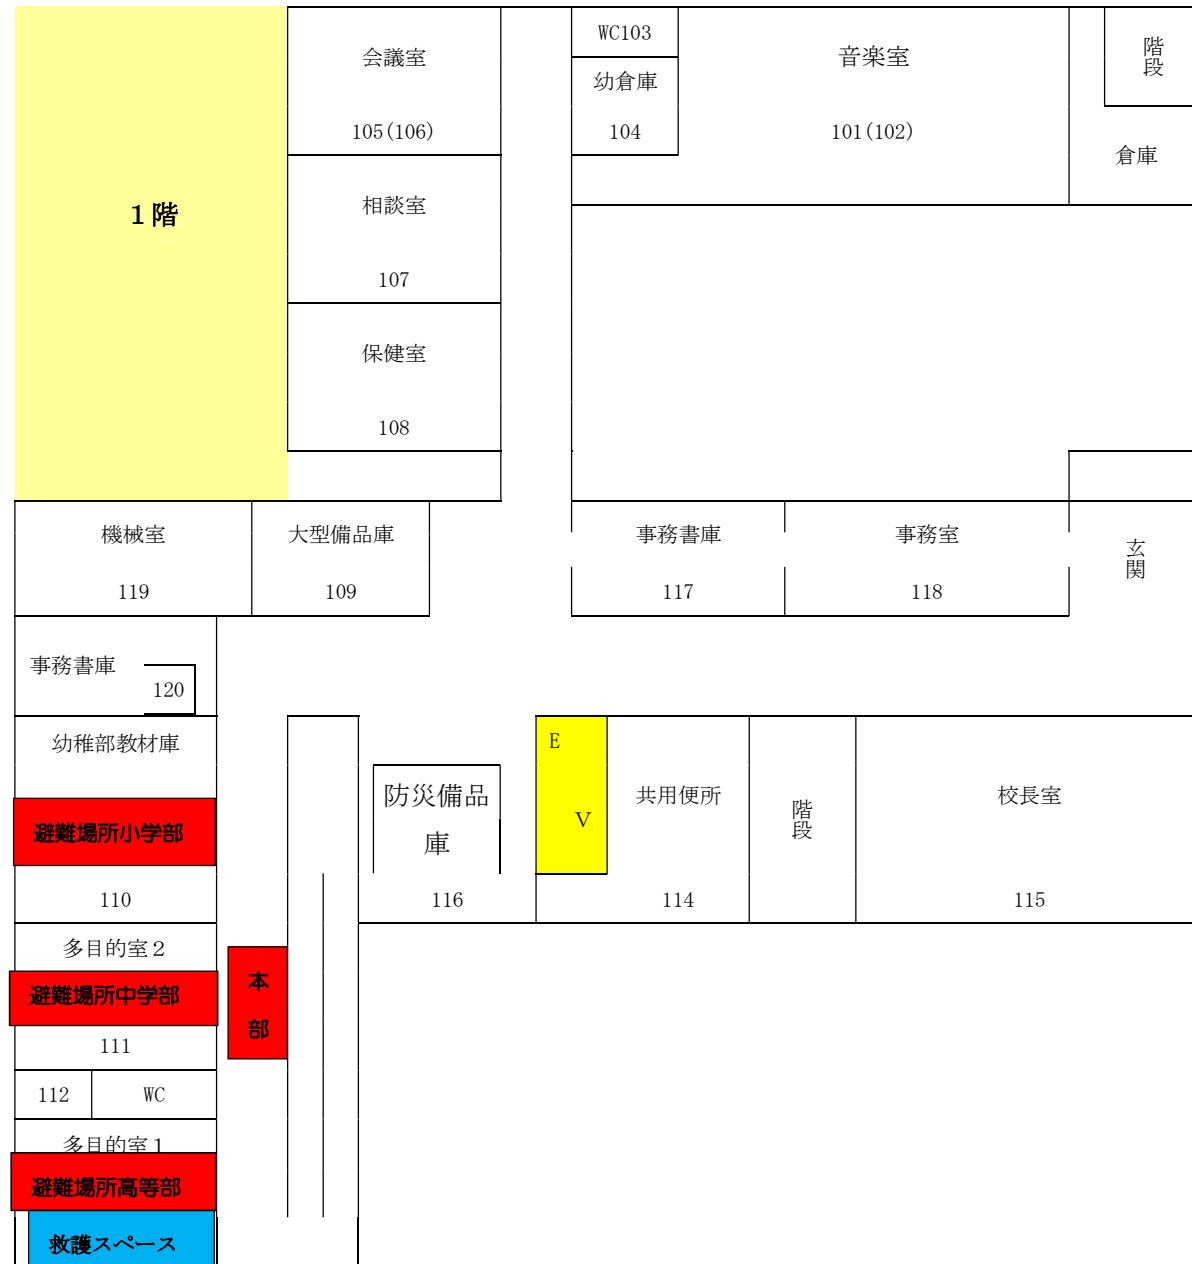 WC103
会議室
音楽室
階段
幼倉庫
105(106)
104
101(102)
倉庫
1階
相談室
107
保健室
108
機械室
大型備品庫
事務書庫
事務室
玄関
119
109
117
118
事務書庫
120
幼稚部教材庫
E
V
防災備品
庫
共用便所
階段
校長室
避難場所小学部
110
116
114
115
多目的室2
避難場所中学部
本
部
111
112
WC
多目的室1
避難場所高等部
救護スペース